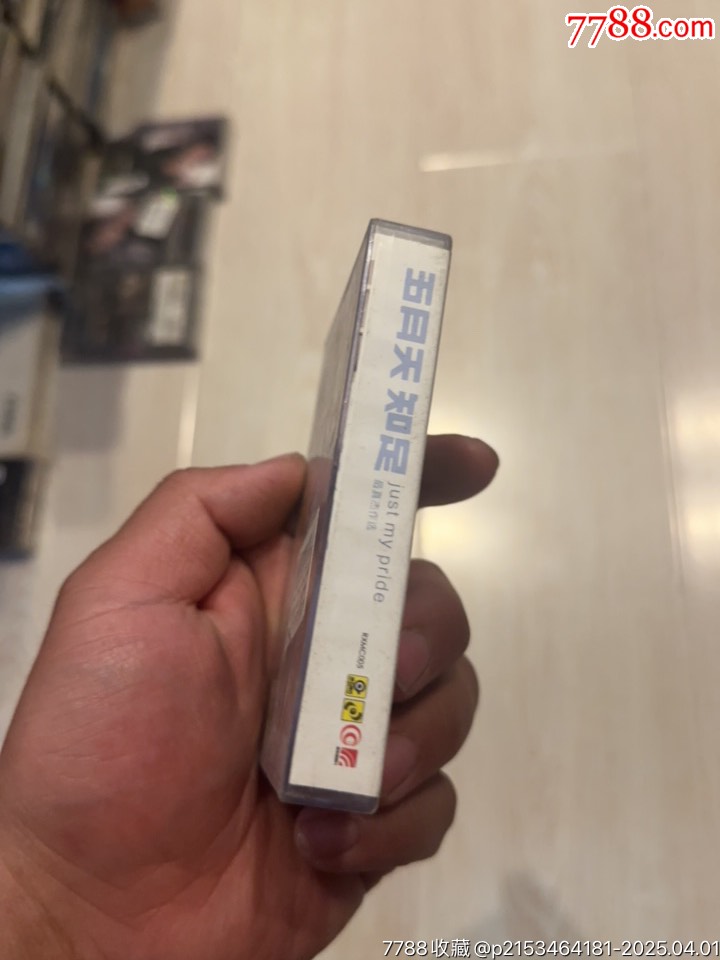 7788.com
五月天 知足
just my pride
最真杰作选
7788收藏@p2153464181-2025.04.01